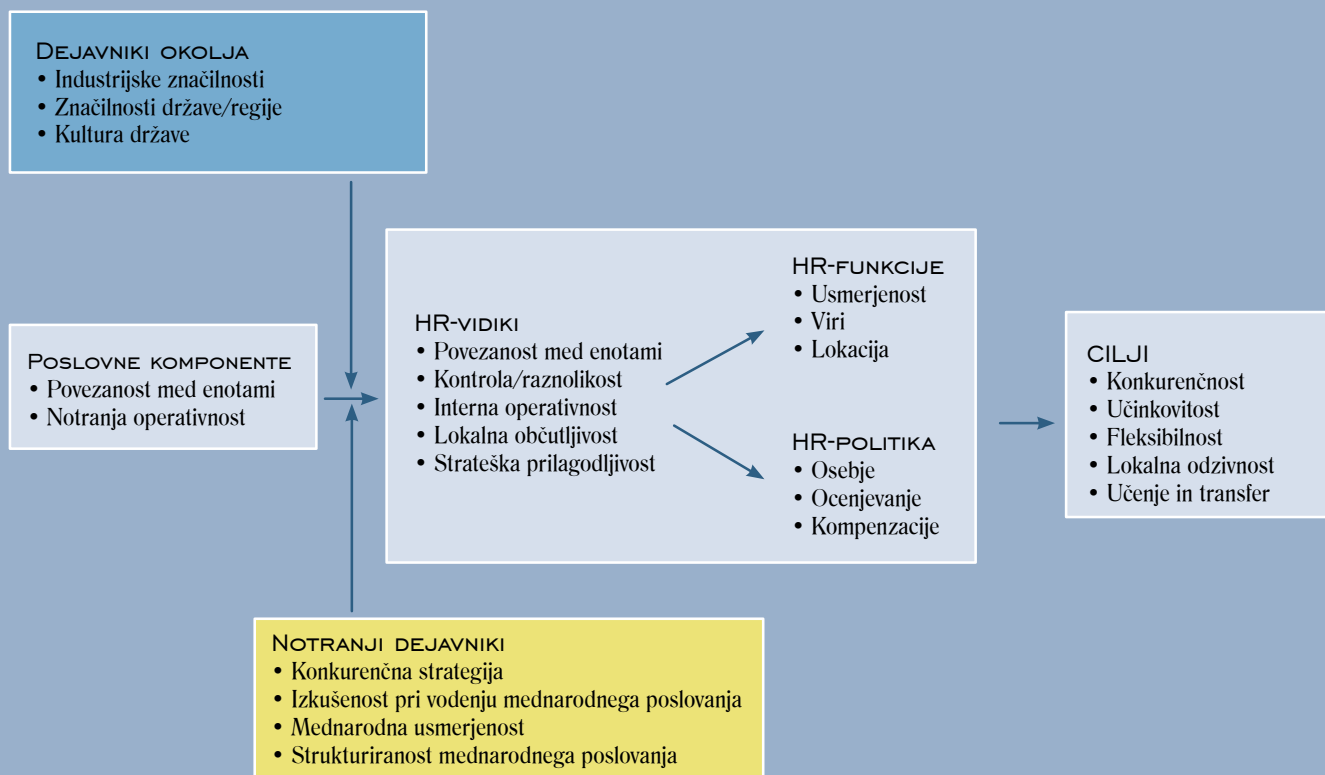 DEJAVNIKI OKOLJA
• Industrijske značilnosti
• Značilnosti države/regije
• Kultura države
POSLOVNE KOMPONENTE
• Povezanost med enotami
• Notranja operativnost
HR-VIDIKI
• Povezanost med enotami
• Kontrola/raznolikost
• Interna operativnost
• Lokalna občutljivost
• Strateška prilagodljivost
HR-FUNKCIJE
• Usmerjenost
• Viri
• Lokacija
HR-POLITIKA
• Osebje
• Ocenjevanje
• Kompenzacije
CILJI
• Konkurenčnost
• Učinkovitost
• Fleksibilnost
• Lokalna odzivnost
• Učenje in transfer
NOTRANJI DEJAVNIKI
• Konkurenčna strategija
• Izkušenost pri vodenju mednarodnega poslovanja
• Mednarodna usmerjenost
• Strukturiranost mednarodnega poslovanja